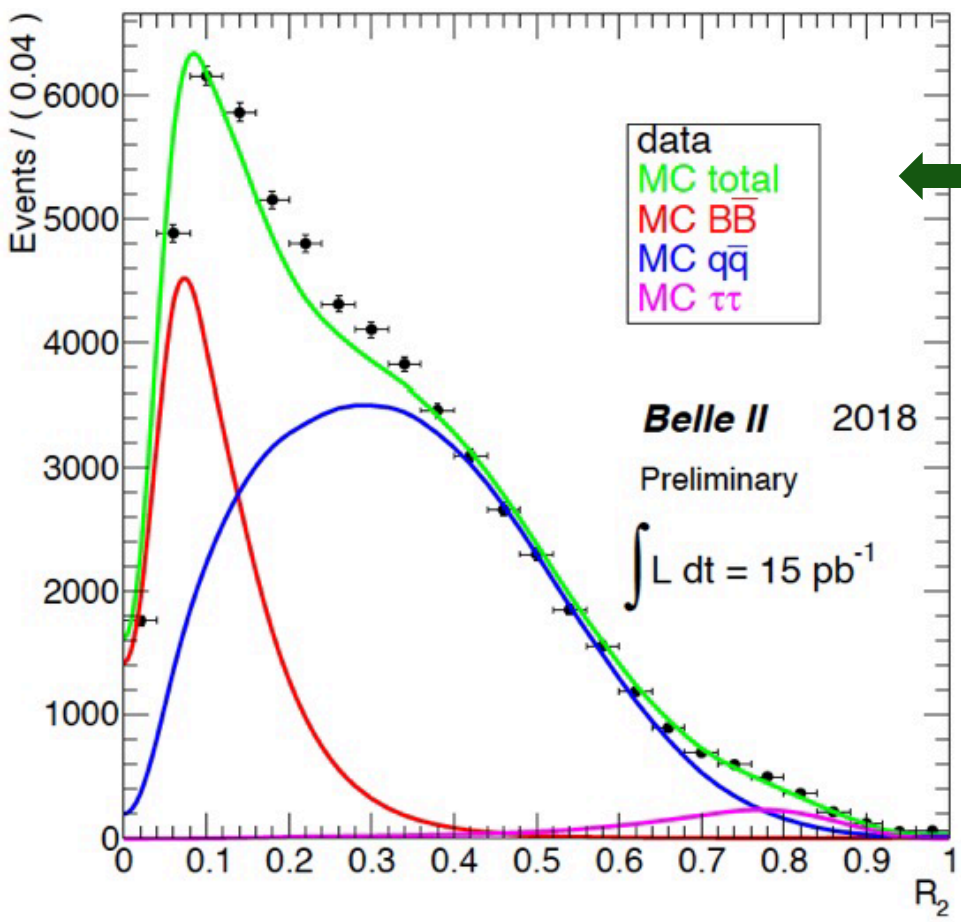 Events / ( 0.04 )
6000
5000
4000
3000
2000
1000
0
0 0.1 0.2 0.3 0.4 0.5 0.6 0.7 0.8 0.9 1
R₂
data
MC total
MC BB̅
MC qq̅
MC ττ
Belle II 2018
Preliminary
∫ L dt = 15 pb⁻¹